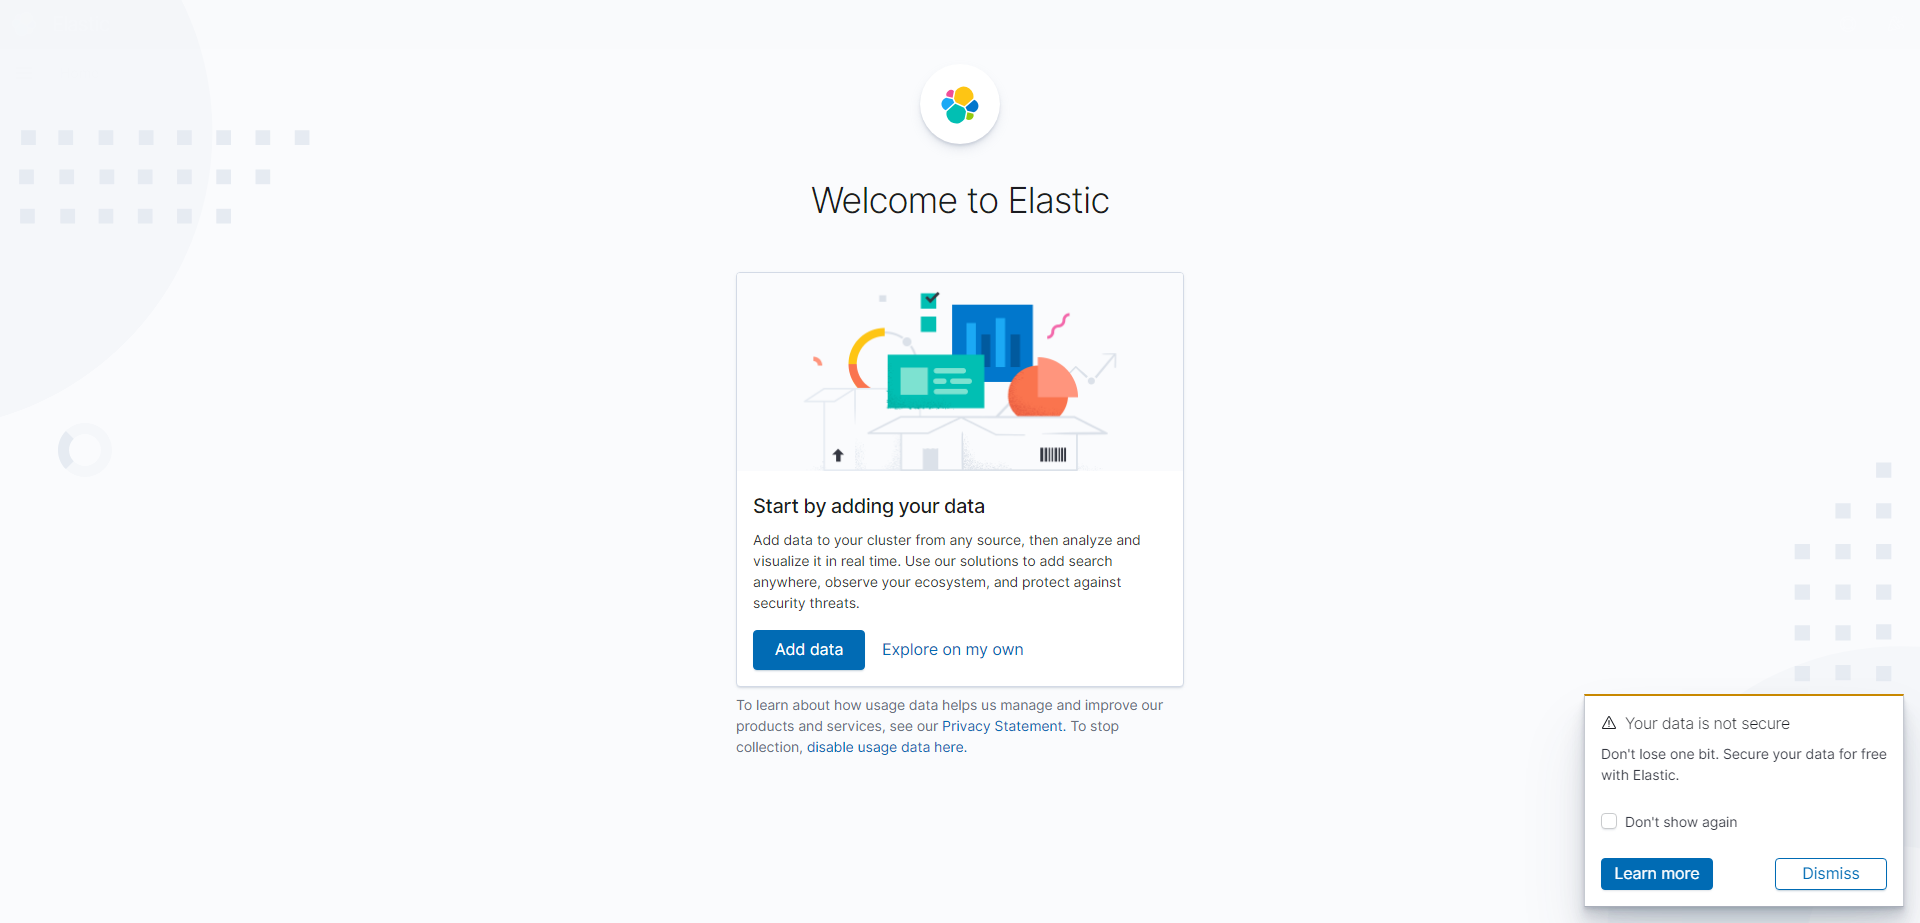 Welcome to Elastic
Start by adding your data
Add data to your cluster from any source, then analyze and
visualize it in real time. Use our solutions to add search
anywhere, observe your ecosystem, and protect against
security threats.
Add data
Explore on my own
To learn about how usage data helps us manage and improve our
products and services, see our Privacy Statement. To stop
collection, disable usage data here.
Your data is not secure
Don't lose one bit. Secure your data for free
with Elastic.
Don't show again
Learn more
Dismiss